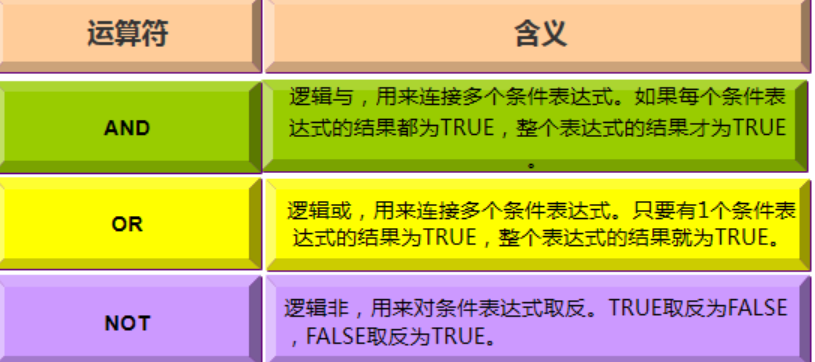 运算符
含义
AND
逻辑与，用来连接多个条件表达式。如果每个条件表
达式的结果都为TRUE，整个表达式的结果才为TRUE
。
OR
逻辑或，用来连接多个条件表达式。只要有1个条件表
达式的结果为TRUE，整个表达式的结果就为TRUE。
NOT
逻辑非，用来对条件表达式取反。TRUE取反为FALSE
，FALSE取反为TRUE。